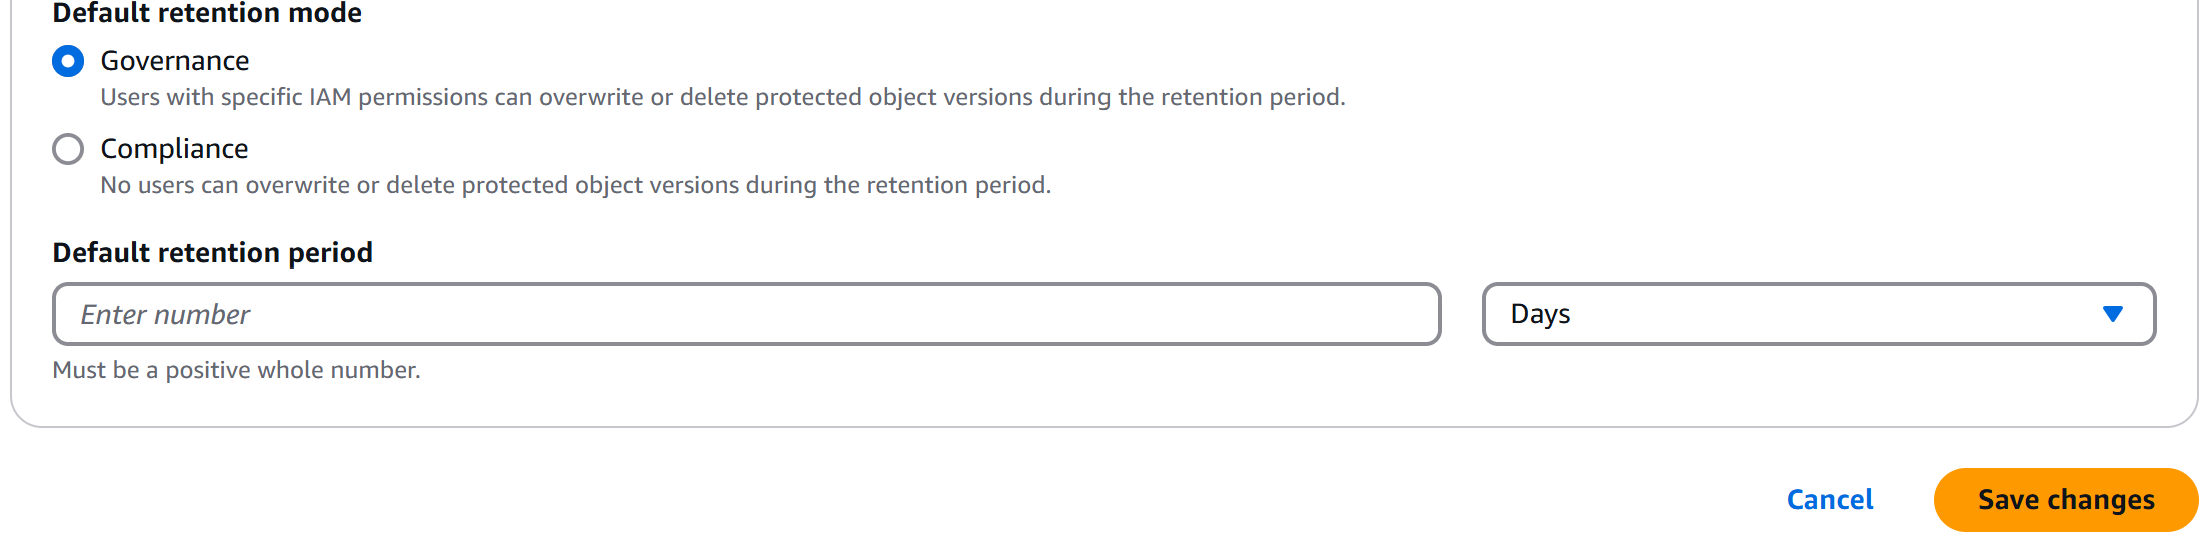 Default retention mode
Governance
Users with specific IAM permissions can overwrite or delete protected object versions during the retention period.
Compliance
No users can overwrite or delete protected object versions during the retention period.
Default retention period
Enter number
Days
Must be a positive whole number.
Cancel
Save changes